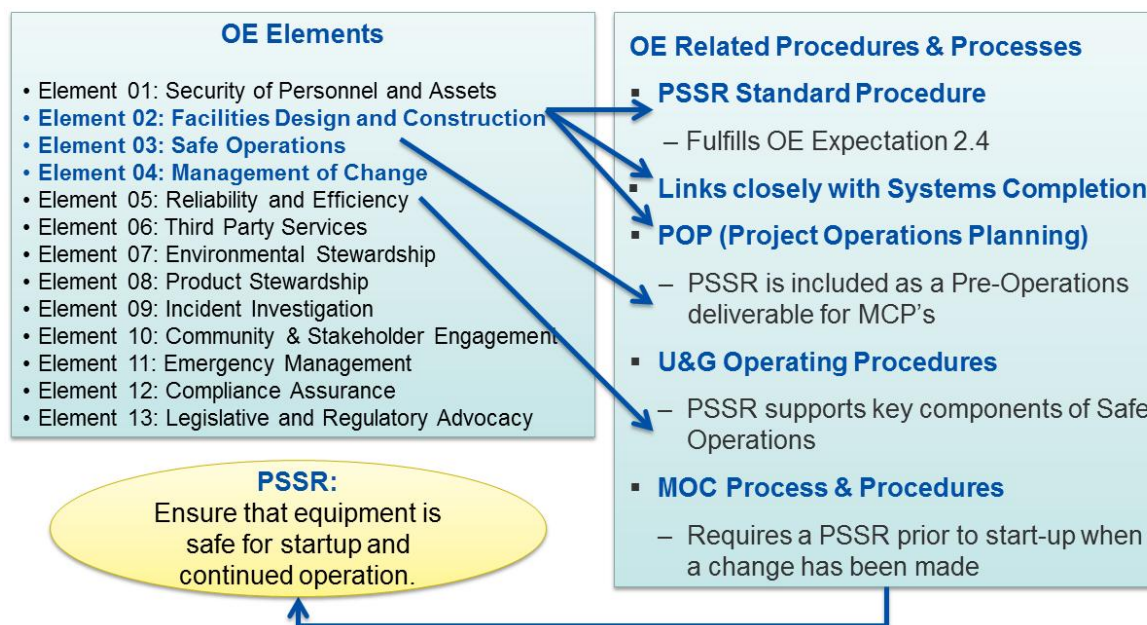 OE Elements
• Element 01: Security of Personnel and Assets
• Element 02: Facilities Design and Construction
• Element 03: Safe Operations
• Element 04: Management of Change
• Element 05: Reliability and Efficiency
• Element 06: Third Party Services
• Element 07: Environmental Stewardship
• Element 08: Product Stewardship
• Element 09: Incident Investigation
• Element 10: Community & Stakeholder Engagement
• Element 11: Emergency Management
• Element 12: Compliance Assurance
• Element 13: Legislative and Regulatory Advocacy
OE Related Procedures & Processes
▪ PSSR Standard Procedure
– Fulfills OE Expectation 2.4
▪ Links closely with Systems Completion
▪ POP (Project Operations Planning)
– PSSR is included as a Pre-Operations
deliverable for MCP's
▪ U&G Operating Procedures
– PSSR supports key components of Safe
Operations
▪ MOC Process & Procedures
– Requires a PSSR prior to start-up when
a change has been made
PSSR:
Ensure that equipment is
safe for startup and
continued operation.